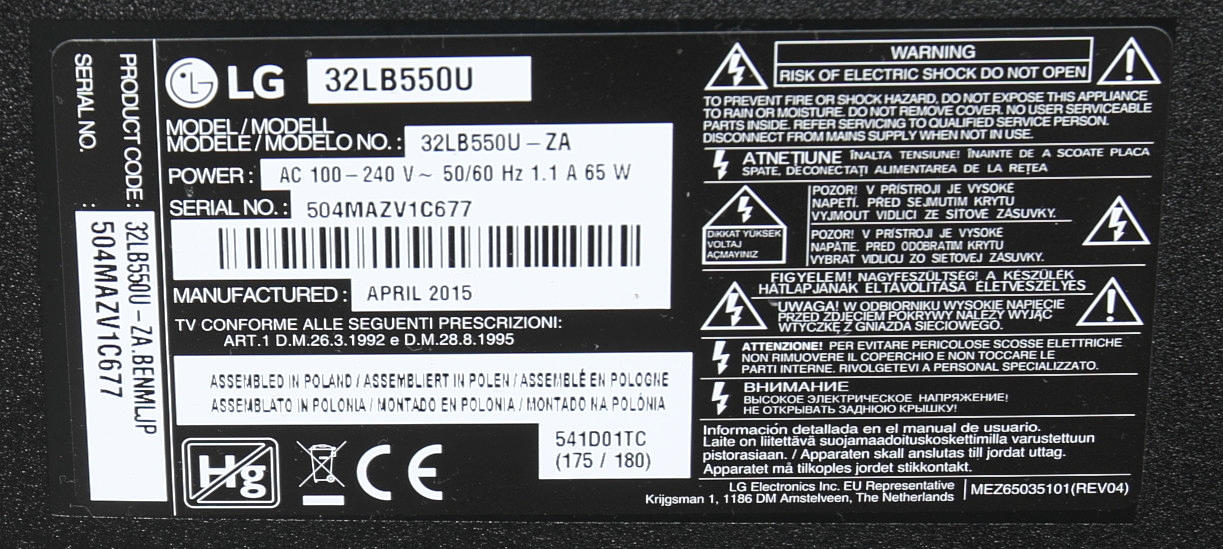 PRODUCT CODE: 32LB550U-ZA.BENMLJP
SERIAL NO. : 504MAZV1C677
LG 32LB550U
MODEL/MODELL
MODÈLE/MODELO NO.: 32LB550U-ZA
POWER: AC 100-240 V~ 50/60 Hz 1.1 A 65 W
SERIAL NO.: 504MAZV1C677
MANUFACTURED: APRIL 2015
TV CONFORME ALLE SEGUENTI PRESCRIZIONI:
ART.1 D.M.26.3.1992 e D.M.28.8.1995
ASSEMBLED IN POLAND / ASSEMBLIERT IN POLEN / ASSEMBLÉ EN POLOGNE
ASSEMBLATO IN POLONIA / MONTADO EN POLONIA / MONTADO NA POLÔNIA
541D01TC
(175 / 180)
Hg
CE
WARNING
RISK OF ELECTRIC SHOCK DO NOT OPEN
TO PREVENT FIRE OR SHOCK HAZARD, DO NOT EXPOSE THIS APPLIANCE
TO RAIN OR MOISTURE. DO NOT REMOVE COVER. NO USER SERVICEABLE
PARTS INSIDE. REFER SERVICING TO QUALIFIED SERVICE PERSON.
DISCONNECT FROM MAINS SUPPLY WHEN NOT IN USE.
ATNEŢIUNE ÎNALTA TENSIUNE! ÎNAINTE DE A SCOATE PLACA
SPATE, DECONECTAŢI ALIMENTAREA DE LA REŢEA
DIKKAT YUKSEK
VOLTAJ
AÇMAYINIZ
POZOR! V PŘÍSTROJI JE VYSOKÉ
NAPĚTÍ. PŘED SEJMUTIM KRYTU
VYJMOUT VIDLICI ZE SÍŤOVÉ ZÁSUVKY.
POZOR! V PRÍSTROJI JE VYSOKÉ
NAPÄTIE. PRED ODOBRATIM KRYTU
VYBRAT VIDLICU ZO SIETOVEJ ZÁSUVKY.
FIGYELEM! NAGYFESZÜLTSÉG! A KÉSZÜLÉK
HÁTLAPJÁNAK ELTÁVOLÍTÁSA ÉLETVESZÉLYES
UWAGA! W ODBIORNIKU WYSOKIE NAPIĘCIE
PRZED ZDJĘCIEM POKRYWY NALEŻY WYJĄĆ
WTYCZKĘ Z GNIAZDA SIECIOWEGO.
ATTENZIONE! PER EVITARE PERICOLOSE SCOSSE ELETTRICHE
NON RIMUOVERE IL COPERCHIO E NON TOCCARE LE
PARTI INTERNE. RIVOLGETEVI A PERSONAL SPECIALIZZATO.
ВНИМАНИЕ
ВЫСОКОЕ ЭЛЕКТРИЧЕСКОЕ НАПРЯЖЕНИЕ!
НЕ ОТКРЫВАТЬ ЗАДНЮЮ КРЫШКУ!
Información detallada en el manual de usuario.
Laite on liitettävä suojamaadoituskoskettimilla varustettuun
pistorasiaan. / Apparaten skall anslutas till jordat uttag.
Apparatet må tilkoples jordet stikkontakt.
LG Electronics Inc. EU Representative
Krijgsman 1, 1186 DM Amstelveen, The Netherlands
MEZ65035101(REV04)